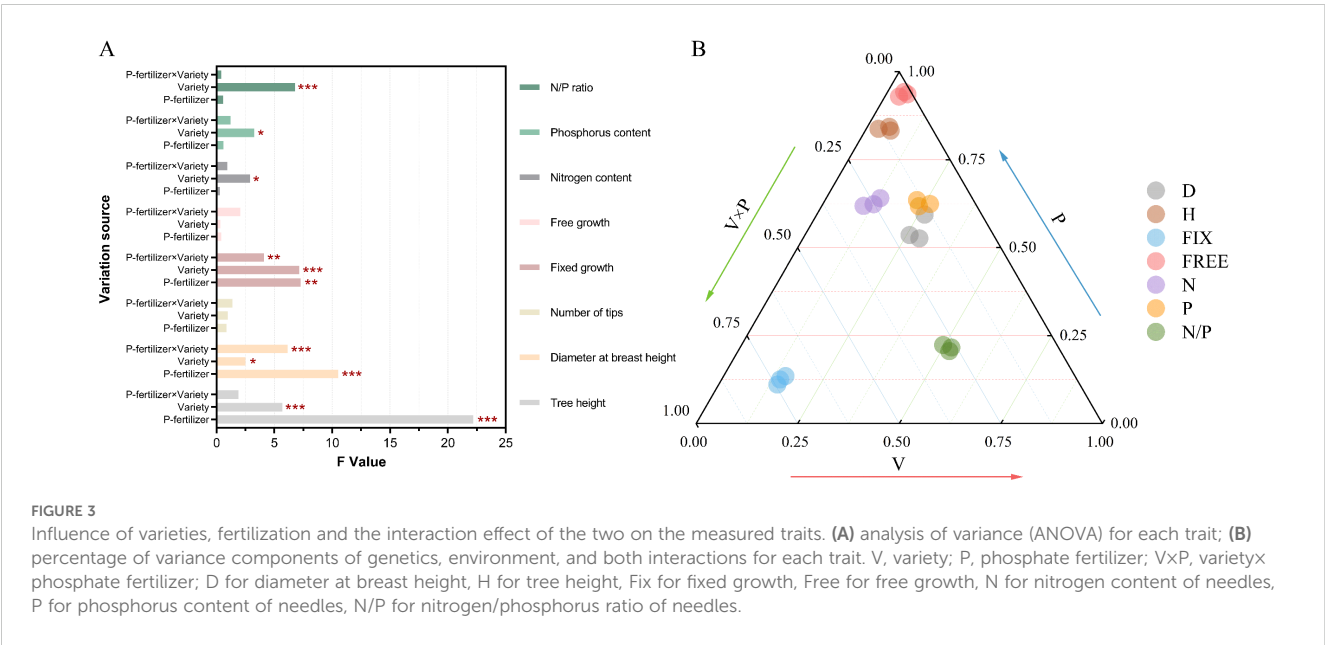 A
P-fertilizer×Variety
Variety
***
P-fertilizer
P-fertilizer×Variety
Variety
*
P-fertilizer
P-fertilizer×Variety
Variety
*
P-fertilizer
P-fertilizer×Variety
Variety
P-fertilizer
P-fertilizer×Variety
**
Variety
***
P-fertilizer
**
P-fertilizer×Variety
Variety
P-fertilizer
P-fertilizer×Variety
***
Variety
*
P-fertilizer
***
P-fertilizer×Variety
Variety
***
P-fertilizer
***
Variation source
0 5 10 15 20 25
F Value
N/P ratio
Phosphorus content
Nitrogen content
Free growth
Fixed growth
Number of tips
Diameter at breast height
Tree height
B
0.00
1.00
0.25
0.75
0.50
0.50
0.75
0.25
1.00
0.00
0.00 0.25 0.50 0.75 1.00
V×P
P
V
D
H
FIX
FREE
N
P
N/P
FIGURE 3
Influence of varieties, fertilization and the interaction effect of the two on the measured traits. (A) analysis of variance (ANOVA) for each trait; (B)
percentage of variance components of genetics, environment, and both interactions for each trait. V, variety; P, phosphate fertilizer; V×P, variety×
phosphate fertilizer; D for diameter at breast height, H for tree height, Fix for fixed growth, Free for free growth, N for nitrogen content of needles,
P for phosphorus content of needles, N/P for nitrogen/phosphorus ratio of needles.